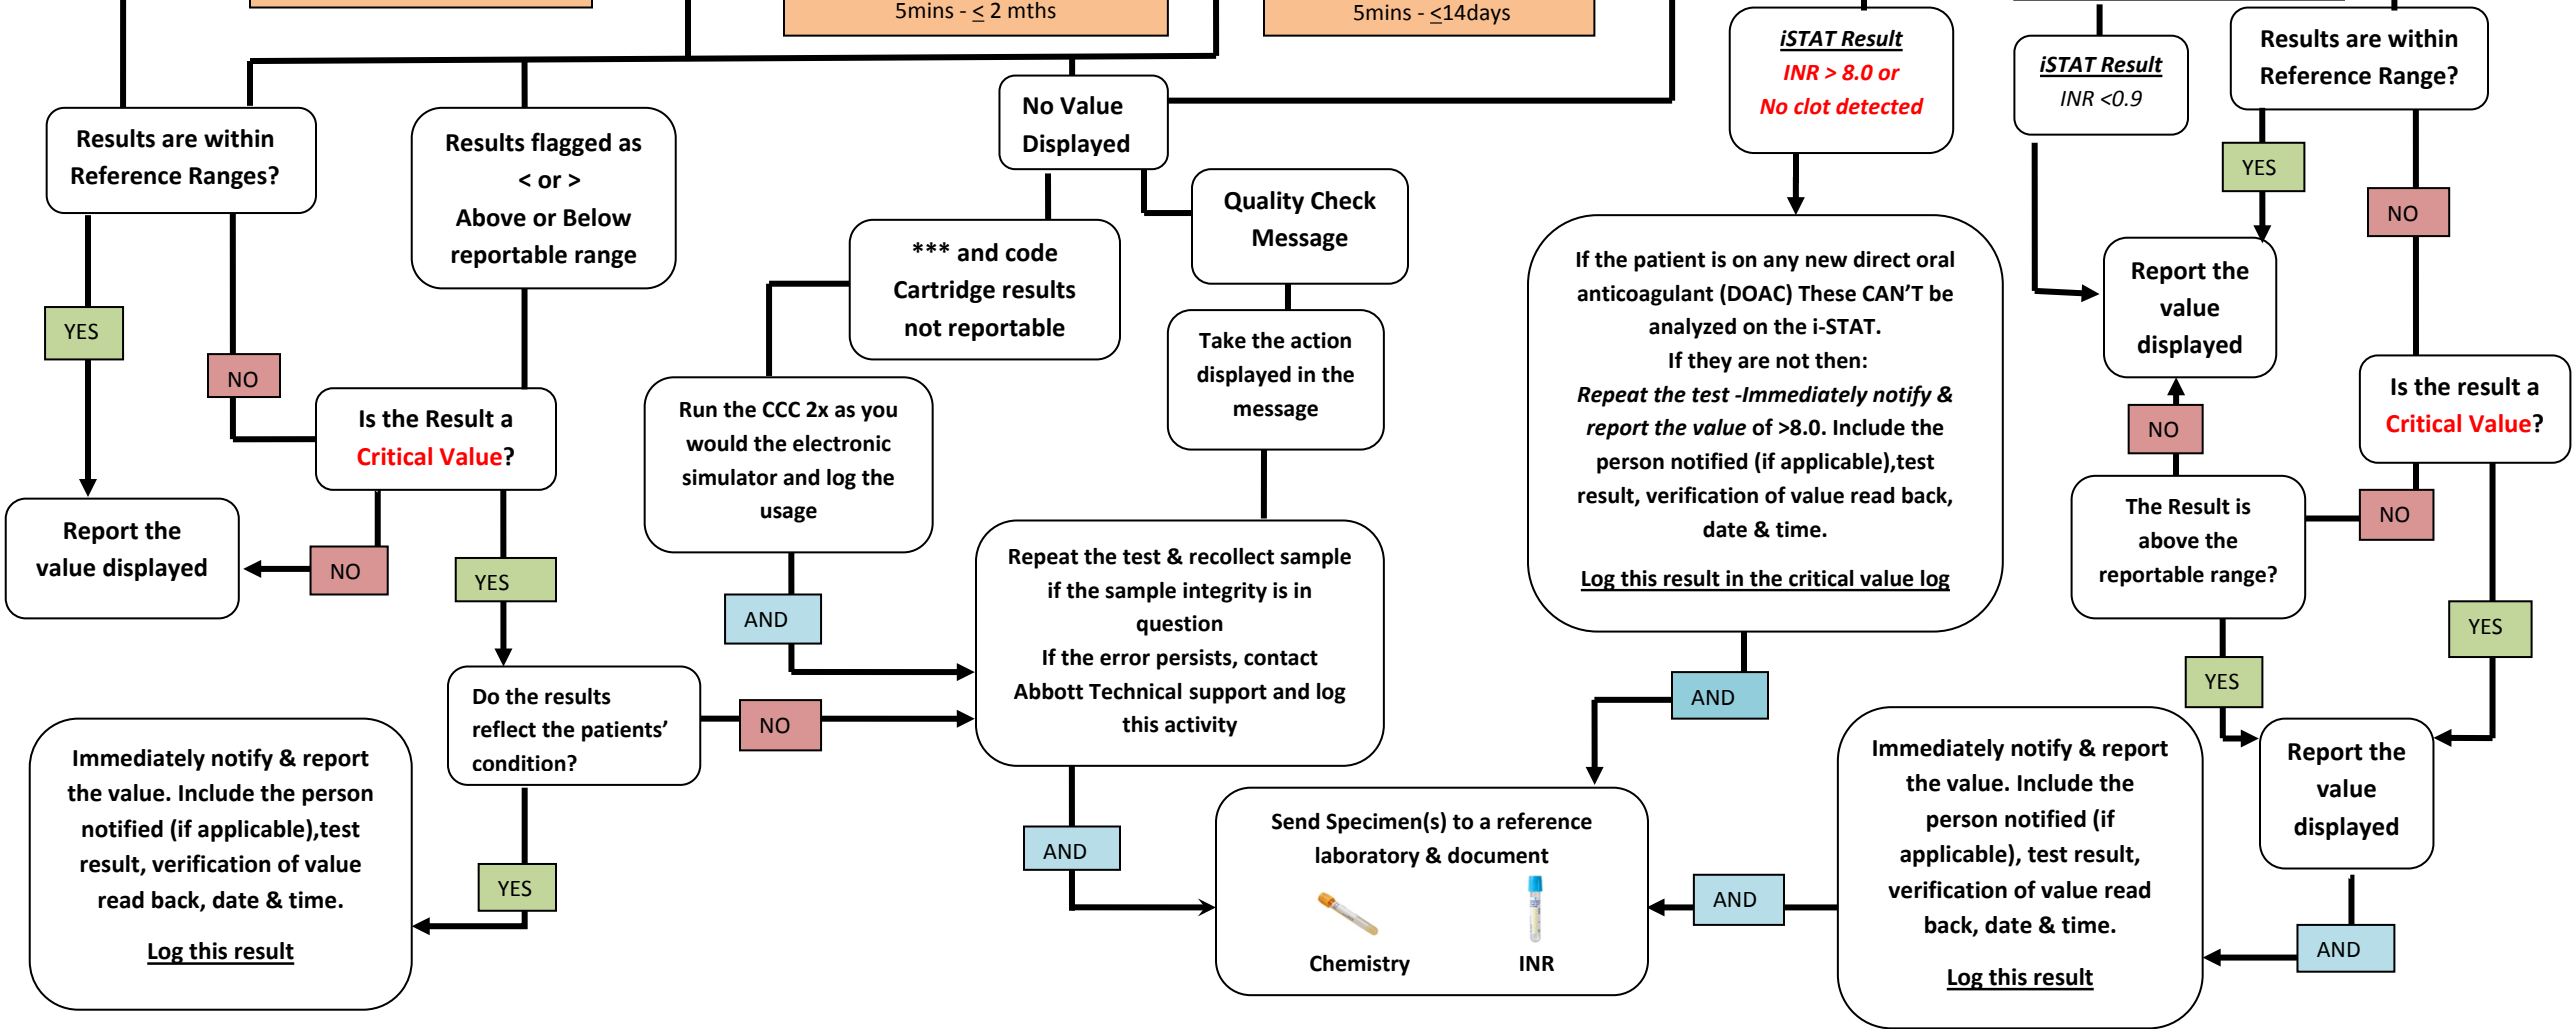 5mins - ≤ 2 mths
5mins - ≤14days
Results are within
Reference Ranges?
YES
NO
Report the
value displayed
Results flagged as
< or >
Above or Below
reportable range
Is the Result a
Critical Value?
NO
YES
Do the results
reflect the patients’
condition?
NO
YES
Immediately notify & report
the value. Include the person
notified (if applicable),test
result, verification of value
read back, date & time.
Log this result
No Value
Displayed
*** and code
Cartridge results
not reportable
Run the CCC 2x as you
would the electronic
simulator and log the
usage
AND
Quality Check
Message
Take the action
displayed in the
message
Repeat the test & recollect sample
if the sample integrity is in
question
If the error persists, contact
Abbott Technical support and log
this activity
AND
Send Specimen(s) to a reference
laboratory & document
Chemistry
INR
iSTAT Result
INR > 8.0 or
No clot detected
If the patient is on any new direct oral
anticoagulant (DOAC) These CAN’T be
analyzed on the i-STAT.
If they are not then:
Repeat the test -Immediately notify &
report the value of >8.0. Include the
person notified (if applicable),test
result, verification of value read back,
date & time.
Log this result in the critical value log
AND
iSTAT Result
INR <0.9
Results are within
Reference Range?
YES
NO
Report the
value
displayed
NO
Is the result a
Critical Value?
The Result is
above the
reportable range?
NO
YES
YES
Report the
value
displayed
AND
Immediately notify & report
the value. Include the
person notified (if
applicable), test result,
verification of value read
back, date & time.
Log this result
AND